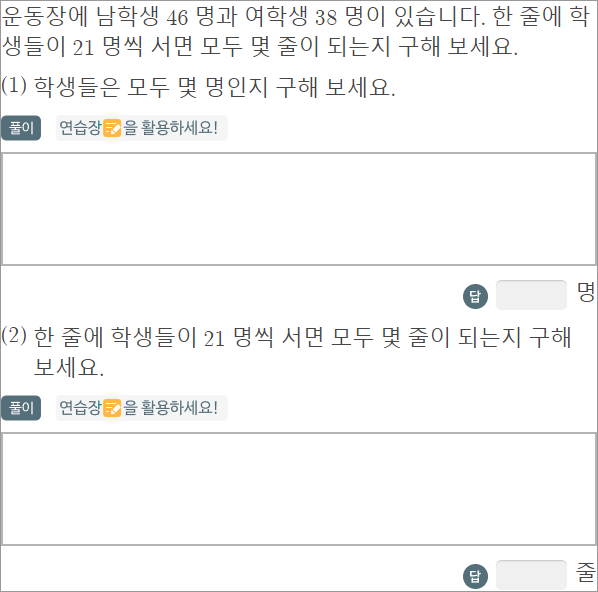 운동장에 남학생 46 명과 여학생 38 명이 있습니다. 한 줄에 학
생들이 21 명씩 서면 모두 몇 줄이 되는지 구해 보세요.
(1) 학생들은 모두 몇 명인지 구해 보세요.
풀이 연습장을 활용하세요!
답 명
(2) 한 줄에 학생들이 21 명씩 서면 모두 몇 줄이 되는지 구해
보세요.
풀이 연습장을 활용하세요!
답 줄